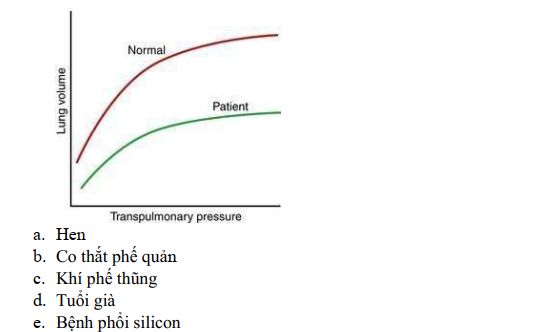 Normal
Patient
Lung volume
Transpulmonary pressure
a. Hen
b. Co thắt phế quản
c. Khí phế thũng
d. Tuổi già
e. Bệnh phổi silicon